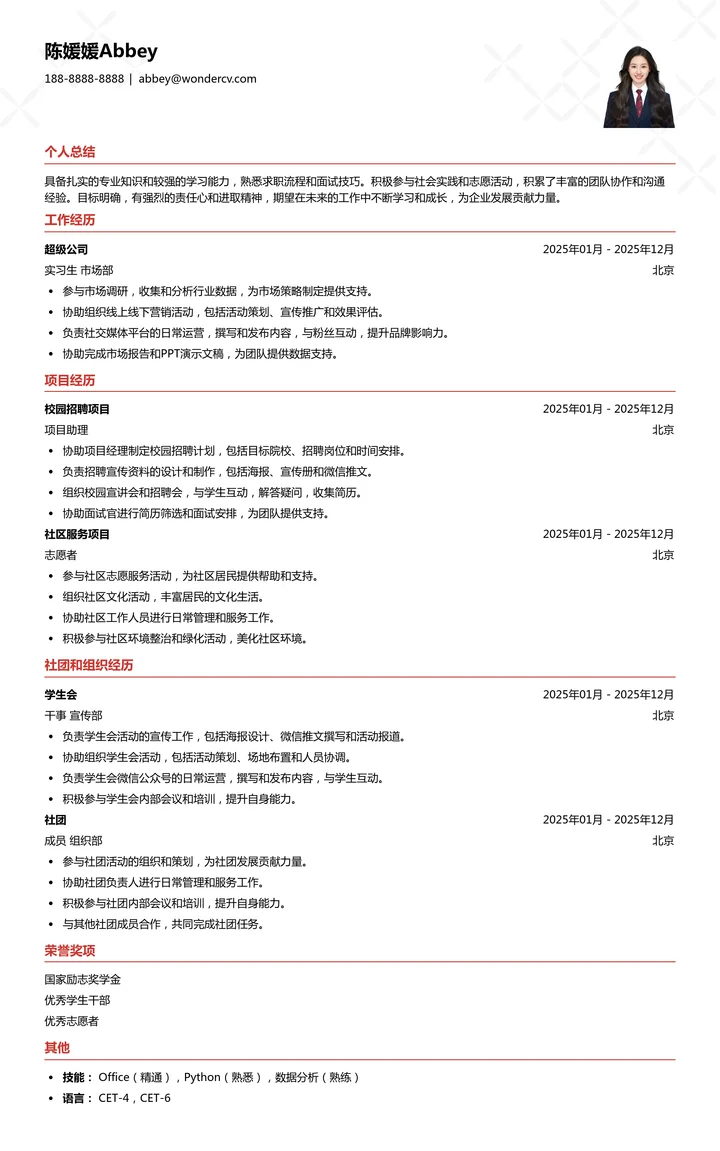 陈媛媛Abbey
188-8888-8888 | abbey@wondercv.com
个人总结
具备扎实的专业知识和较强的学习能力，熟悉求职流程和面试技巧。积极参与社会实践和志愿活动，积累了丰富的团队协作和沟通
经验。目标明确，有强烈的责任心和进取精神，期望在未来的工作中不断学习和成长，为企业发展贡献力量。
工作经历
超级公司 2025年01月 - 2025年12月
实习生 市场部 北京
• 参与市场调研，收集和分析行业数据，为市场策略制定提供支持。
• 协助组织线上线下营销活动，包括活动策划、宣传推广和效果评估。
• 负责社交媒体平台的日常运营，撰写和发布内容，与粉丝互动，提升品牌影响力。
• 协助完成市场报告和PPT演示文稿，为团队提供数据支持。
项目经历
校园招聘项目 2025年01月 - 2025年12月
项目助理 北京
• 协助项目经理制定校园招聘计划，包括目标院校、招聘岗位和时间安排。
• 负责招聘宣传资料的设计和制作，包括海报、宣传册和微信推文。
• 组织校园宣讲会和招聘会，与学生互动，解答疑问，收集简历。
• 协助面试官进行简历筛选和面试安排，为团队提供支持。
社区服务项目 2025年01月 - 2025年12月
志愿者 北京
• 参与社区志愿服务活动，为社区居民提供帮助和支持。
• 组织社区文化活动，丰富居民的文化生活。
• 协助社区工作人员进行日常管理和服务工作。
• 积极参与社区环境整治和绿化活动，美化社区环境。
社团和组织经历
学生会 2025年01月 - 2025年12月
干事 宣传部 北京
• 负责学生会活动的宣传工作，包括海报设计、微信推文撰写和活动报道。
• 协助组织学生会活动，包括活动策划、场地布置和人员协调。
• 负责学生会微信公众号的日常运营，撰写和发布内容，与学生互动。
• 积极参与学生会内部会议和培训，提升自身能力。
社团 2025年01月 - 2025年12月
成员 组织部 北京
• 参与社团活动的组织和策划，为社团发展贡献力量。
• 协助社团负责人进行日常管理和服务工作。
• 积极参与社团内部会议和培训，提升自身能力。
• 与其他社团成员合作，共同完成社团任务。
荣誉奖项
国家励志奖学金
优秀学生干部
优秀志愿者
其他
• 技能： Office（精通），Python（熟悉），数据分析（熟练）
• 语言： CET-4，CET-6